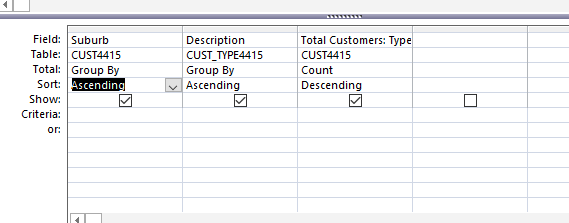 Field: Suburb Description Total Customers: Type
Table: CUST4415 CUST_TYPE4415 CUST4415
Total: Group By Group By Count
Sort: Ascending Ascending Descending
Show:
Criteria:
or: